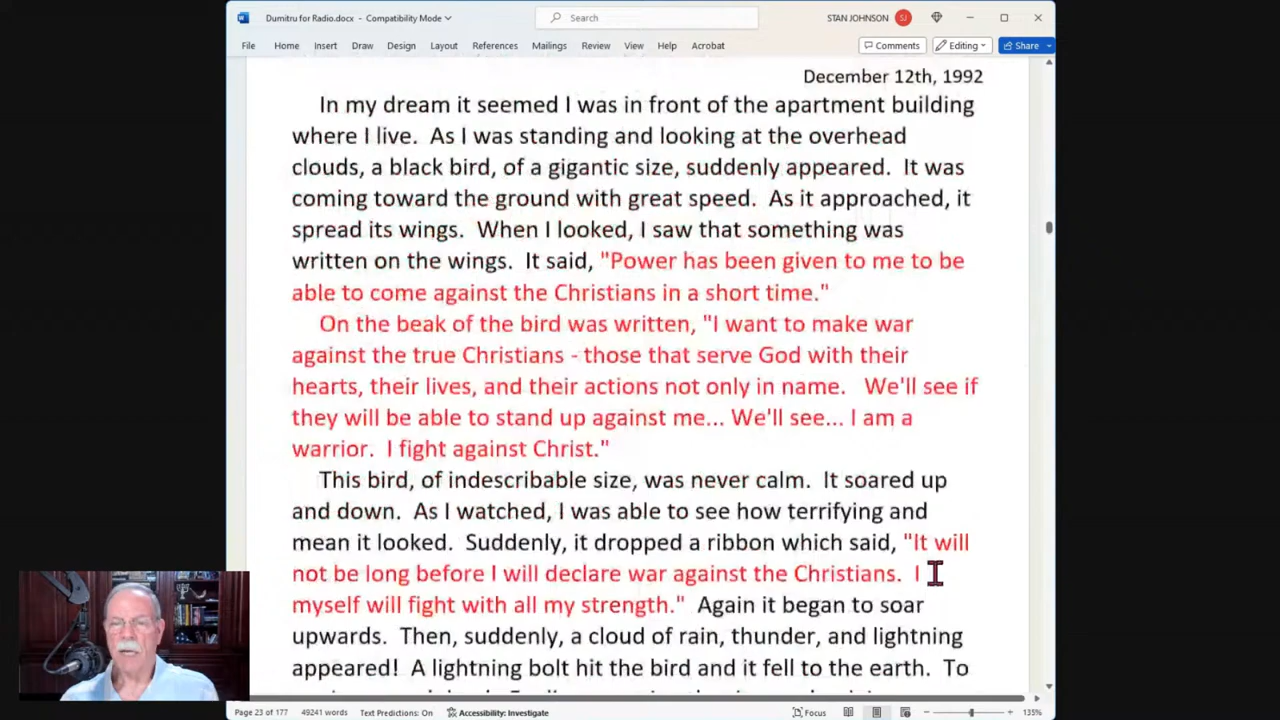 Dumitru for Radio.docx - Compatibility Mode
Search
STAN JOHNSON
SJ
File Home Insert Draw Design Layout References Mailings Review View Help Acrobat
Comments Editing Share
December 12th, 1992
In my dream it seemed I was in front of the apartment building
where I live. As I was standing and looking at the overhead
clouds, a black bird, of a gigantic size, suddenly appeared. It was
coming toward the ground with great speed. As it approached, it
spread its wings. When I looked, I saw that something was
written on the wings. It said, "Power has been given to me to be
able to come against the Christians in a short time."
On the beak of the bird was written, "I want to make war
against the true Christians - those that serve God with their
hearts, their lives, and their actions not only in name. We'll see if
they will be able to stand up against me... We'll see... I am a
warrior. I fight against Christ."
This bird, of indescribable size, was never calm. It soared up
and down. As I watched, I was able to see how terrifying and
mean it looked. Suddenly, it dropped a ribbon which said, "It will
not be long before I will declare war against the Christians. I
myself will fight with all my strength." Again it began to soar
upwards. Then, suddenly, a cloud of rain, thunder, and lightning
appeared! A lightning bolt hit the bird and it fell to the earth. To
Page 23 of 177 49241 words Text Predictions: On Accessibility: Investigate Focus 135%